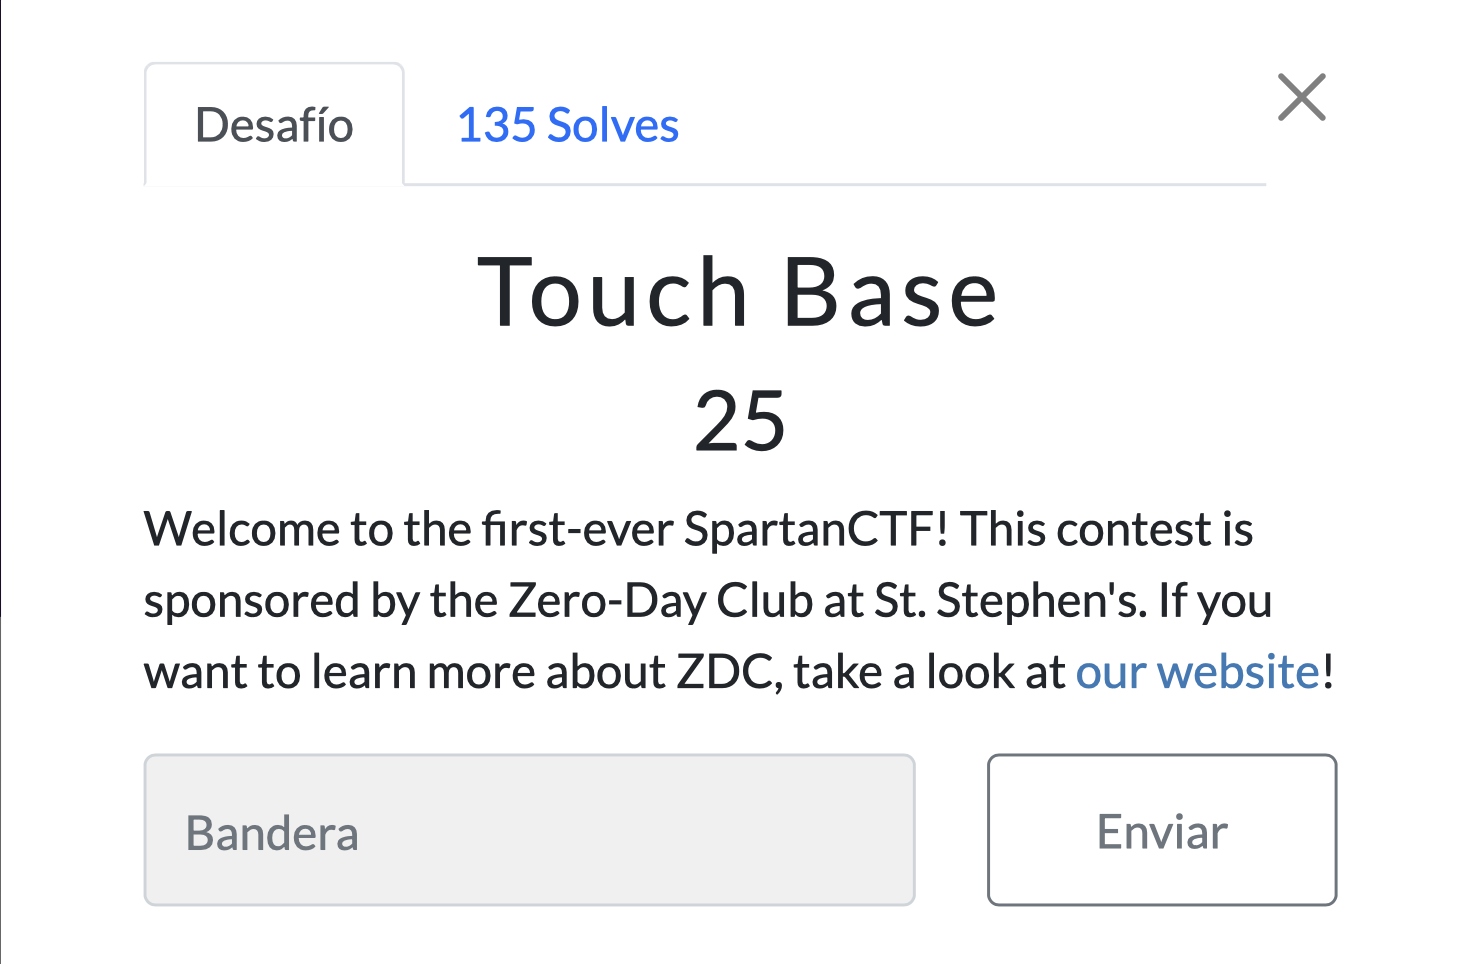 Desafío
135 Solves
Touch Base
25
Welcome to the first-ever SpartanCTF! This contest is
sponsored by the Zero-Day Club at St. Stephen's. If you
want to learn more about ZDC, take a look at our website!
Bandera
Enviar